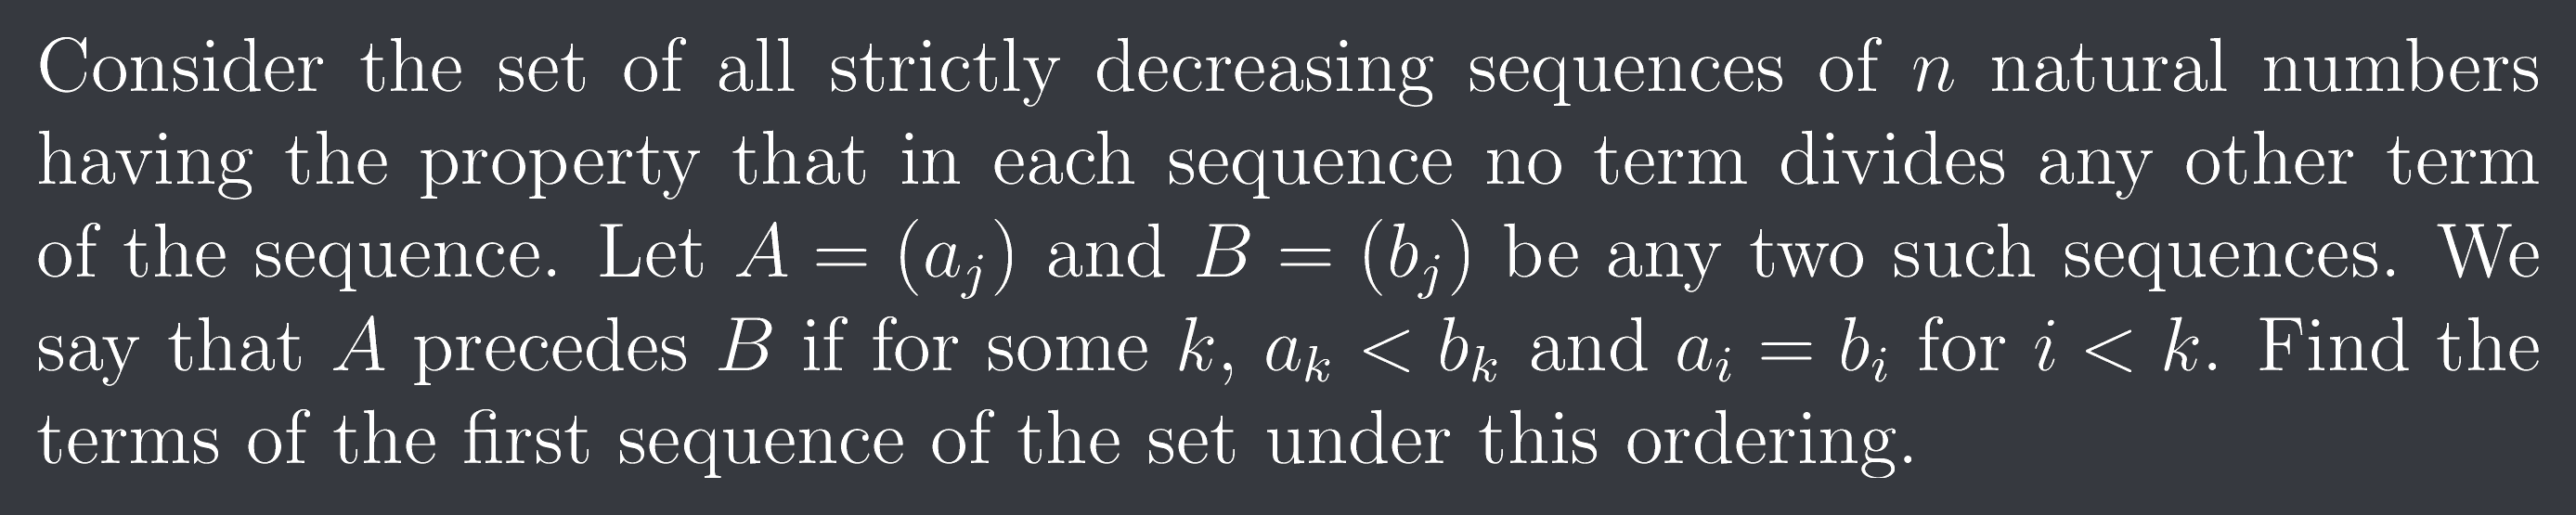 Consider the set of all strictly decreasing sequences of n natural numbers
having the property that in each sequence no term divides any other term
of the sequence. Let A = (a_j) and B = (b_j) be any two such sequences. We
say that A precedes B if for some k, a_k < b_k and a_i = b_i for i < k. Find the
terms of the first sequence of the set under this ordering.